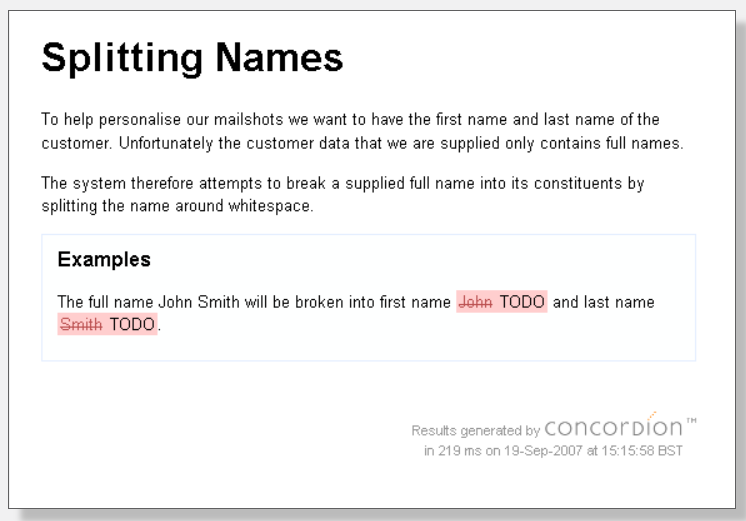 Splitting Names
To help personalise our mailshots we want to have the first name and last name of the
customer. Unfortunately the customer data that we are supplied only contains full names.
The system therefore attempts to break a supplied full name into its constituents by
splitting the name around whitespace.
Examples
The full name John Smith will be broken into first name John TODO and last name
Smith TODO.
Results generated by concordion™
in 219 ms on 19-Sep-2007 at 15:15:58 BST